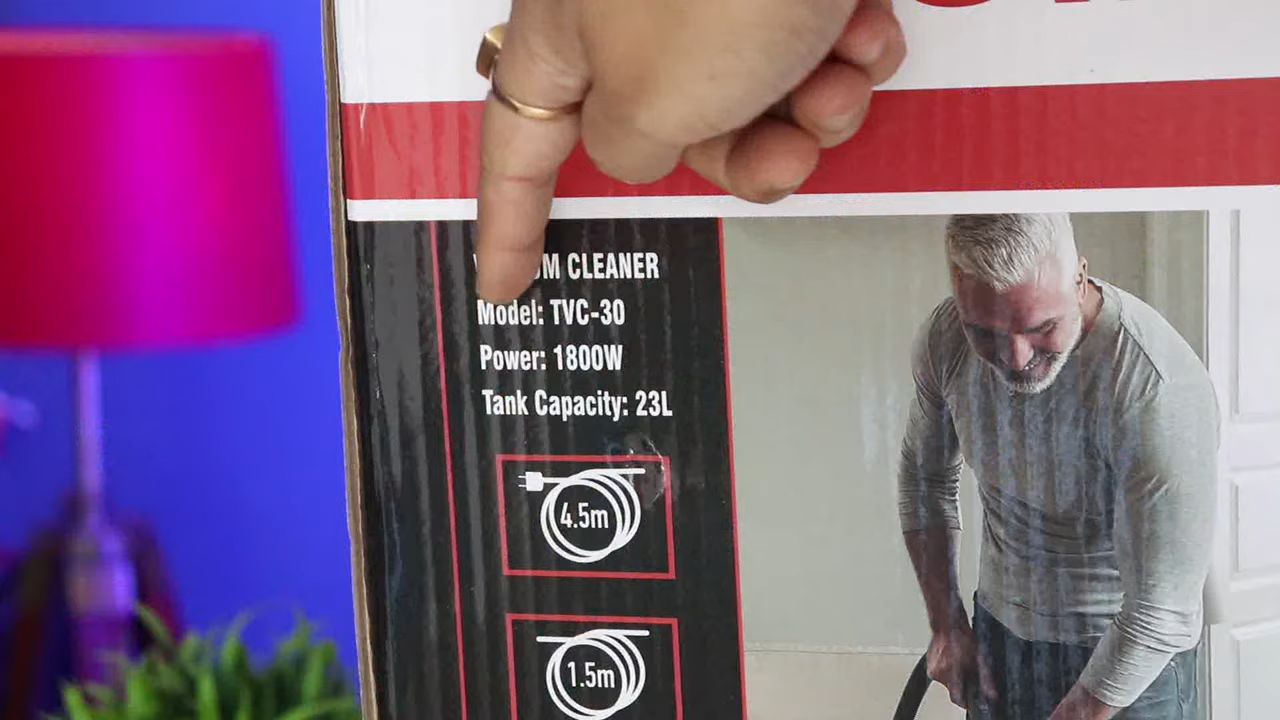 CLEANER
Model: TVC-30
Power: 1800W
Tank Capacity: 23L
4.5m
1.5m